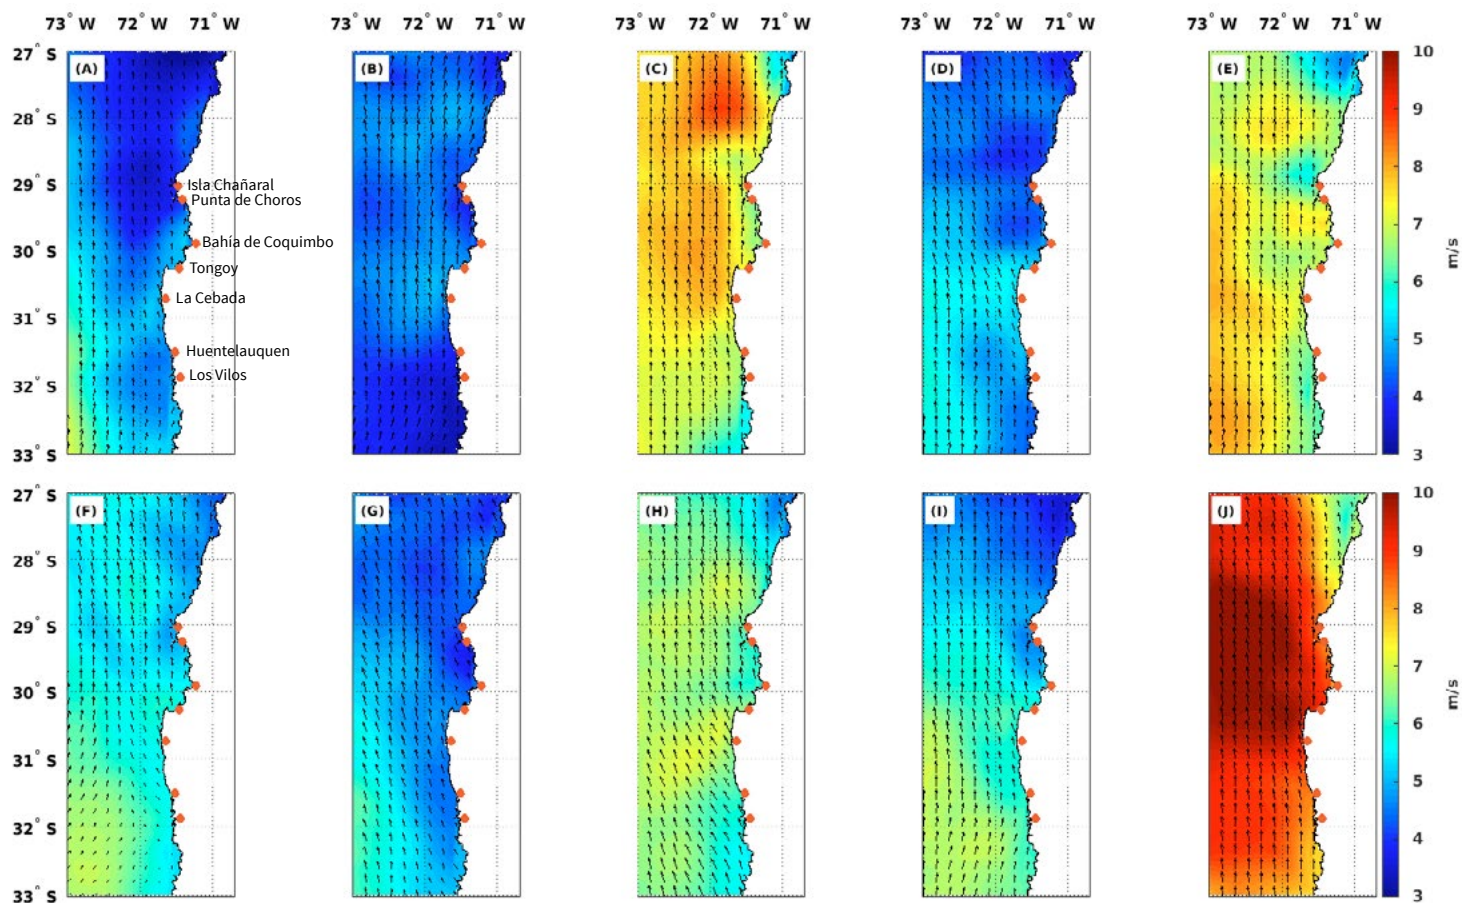 73° W 72° W 71° W 73° W 72° W 71° W 73° W 72° W 71° W 73° W 72° W 71° W 73° W 72° W 71° W
27° S (A) (B) (C) (D) (E) 10
28° S 9
8
29° S Isla Chañaral
Punta de Choros 7
30° S Bahía de Coquimbo m/s
Tongoy 6
La Cebada
31° S 5
Huentelauquen
32° S Los Vilos 4
33° S 3
27° S (F) (G) (H) (I) (J) 10
28° S 9
29° S 8
30° S 7
m/s
6
31° S 5
32° S 4
33° S 3